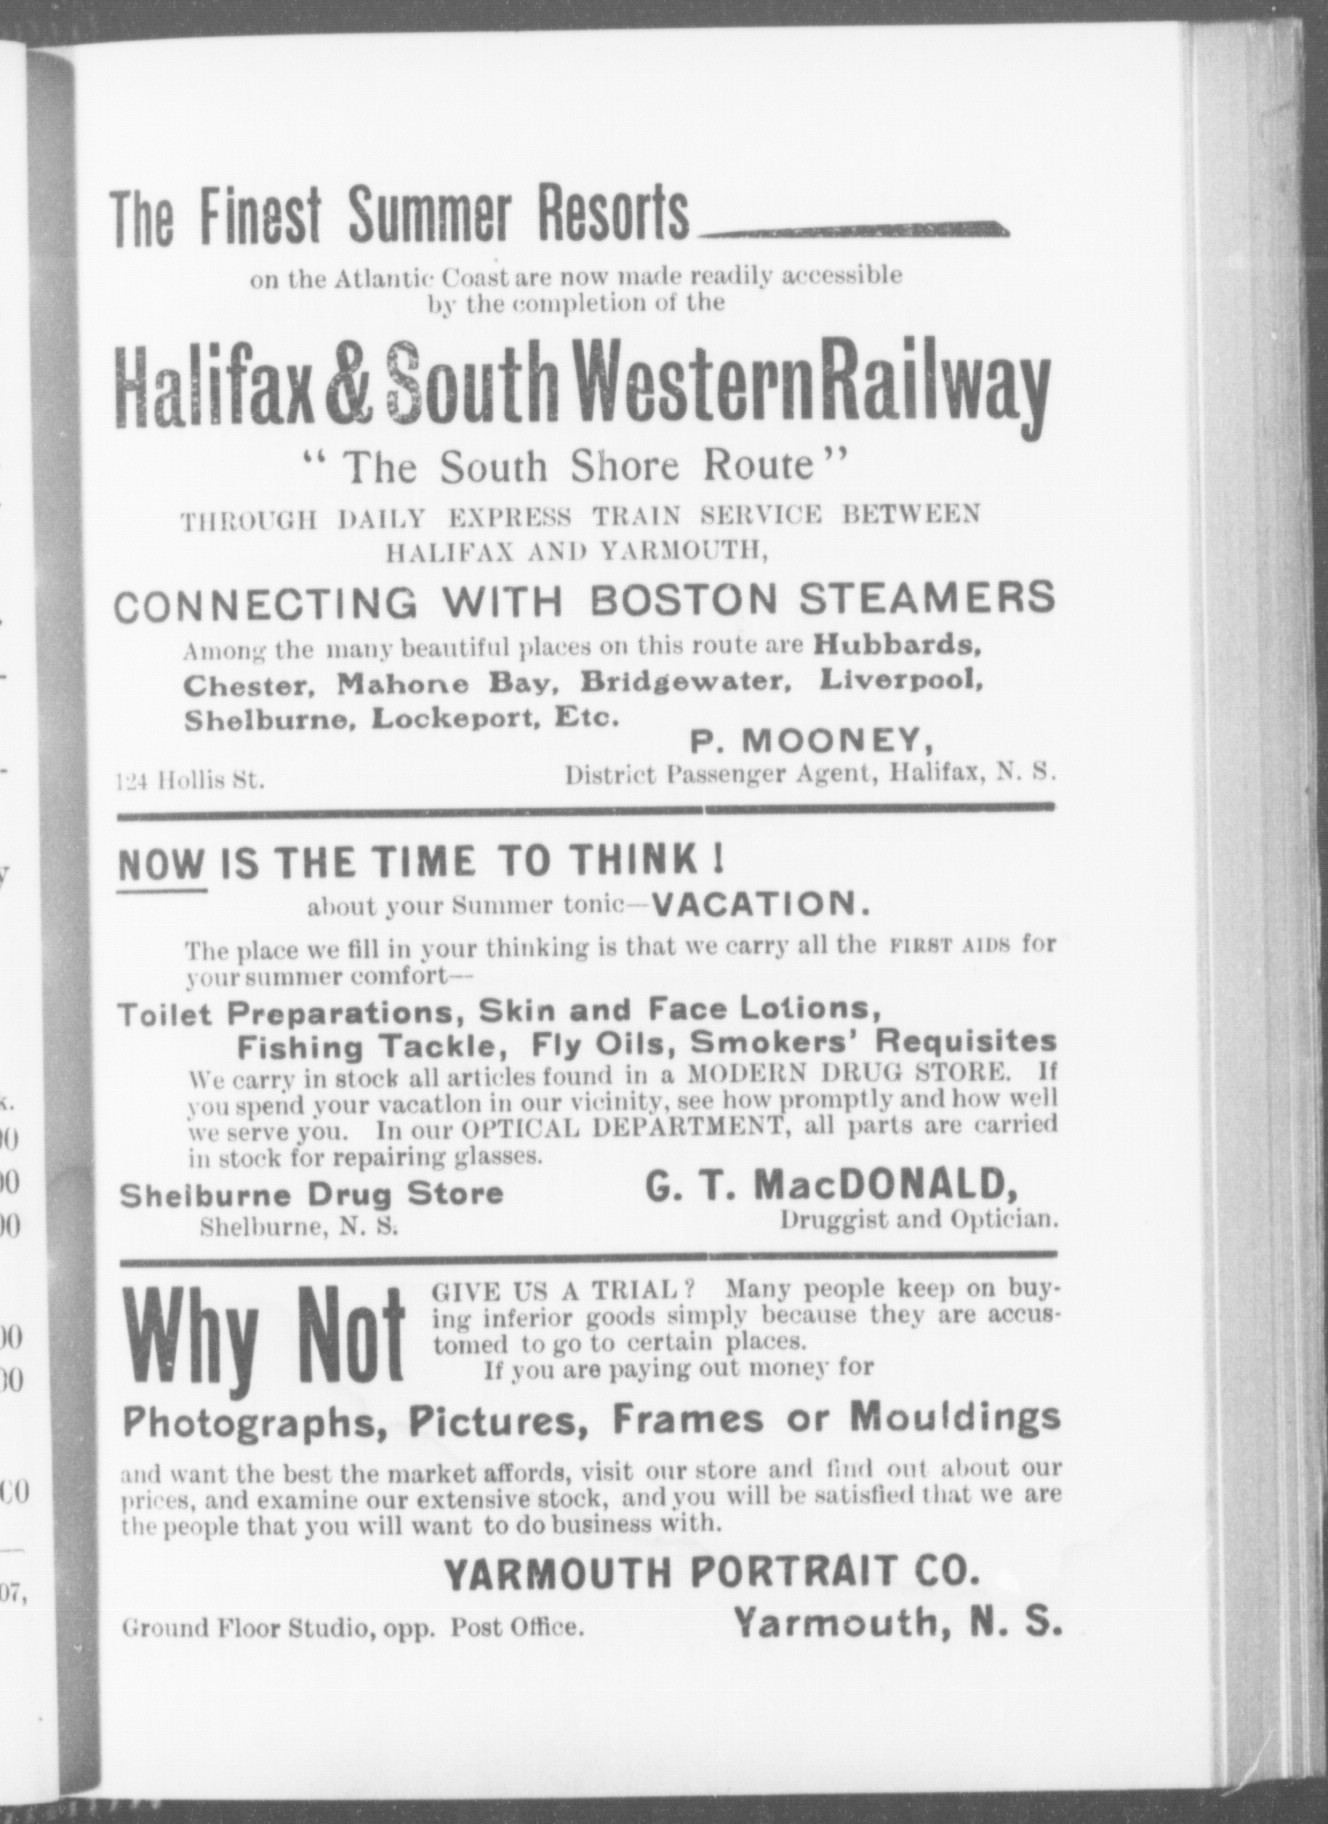 The Finest Summer Resorts
on the Atlantic Coast are now made readily accessible
by the completion of the
Halifax & South Western Railway
"The South Shore Route"
THROUGH DAILY EXPRESS TRAIN SERVICE BETWEEN
HALIFAX AND YARMOUTH,
CONNECTING WITH BOSTON STEAMERS
Among the many beautiful places on this route are Hubbards,
Chester, Mahone Bay, Bridgewater, Liverpool,
Shelburne, Lockeport, Etc.
P. MOONEY,
124 Hollis St. District Passenger Agent, Halifax, N. S.
NOW IS THE TIME TO THINK!
about your Summer tonic—VACATION.
The place we fill in your thinking is that we carry all the FIRST AIDS for
your summer comfort—
Toilet Preparations, Skin and Face Lotions,
Fishing Tackle, Fly Oils, Smokers' Requisites
We carry in stock all articles found in a MODERN DRUG STORE. If
you spend your vacation in our vicinity, see how promptly and how well
we serve you. In our OPTICAL DEPARTMENT, all parts are carried
in stock for repairing glasses.
Shelburne Drug Store G. T. MacDONALD,
Shelburne, N. S. Druggist and Optician.
Why Not GIVE US A TRIAL? Many people keep on buy-
ing inferior goods simply because they are accus-
tomed to go to certain places.
If you are paying out money for
Photographs, Pictures, Frames or Mouldings
and want the best the market affords, visit our store and find out about our
prices, and examine our extensive stock, and you will be satisfied that we are
the people that you will want to do business with.
YARMOUTH PORTRAIT CO.
Ground Floor Studio, opp. Post Office. Yarmouth, N. S.